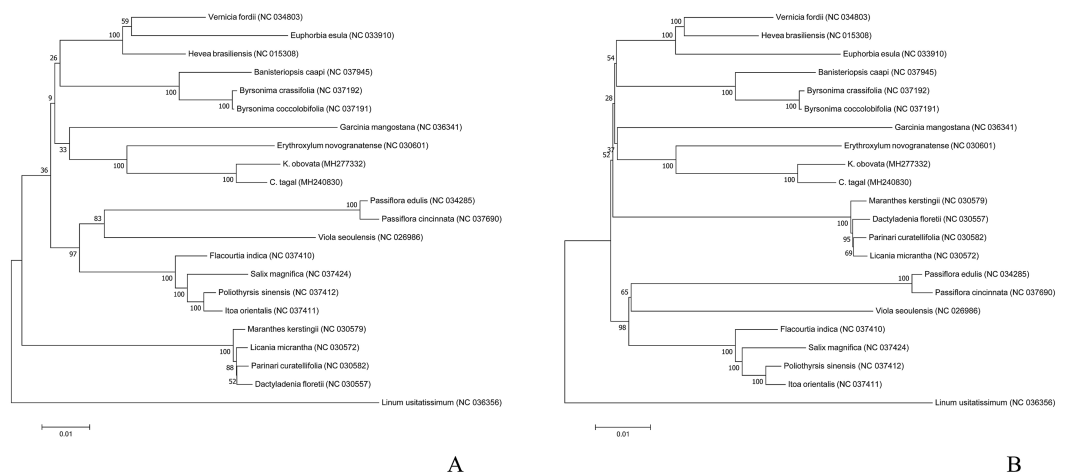 Vernicia fordii (NC 034803)
59
Euphorbia esula (NC 033910)
100
Hevea brasiliensis (NC 015308)
26
Banisteriopsis caapi (NC 037945)
100
Byrsonima crassifolia (NC 037192)
100
Byrsonima coccolobifolia (NC 037191)
9
Garcinia mangostana (NC 036341)
33
Erythroxylum novogranatense (NC 030601)
100
K. obovata (MH277332)
100
C. tagal (MH240830)
36
Passiflora edulis (NC 034285)
100
Passiflora cincinnata (NC 037690)
83
Viola seoulensis (NC 026986)
97
Flacourtia indica (NC 037410)
100
Salix magnifica (NC 037424)
100
Poliothyrsis sinensis (NC 037412)
100
Itoa orientalis (NC 037411)
Maranthes kerstingii (NC 030579)
100
Licania micrantha (NC 030572)
88
Parinari curatellifolia (NC 030582)
52
Dactyladenia floretii (NC 030557)
Linum usitatissimum (NC 036356)
0.01
A
Vernicia fordii (NC 034803)
100
Hevea brasiliensis (NC 015308)
100
Euphorbia esula (NC 033910)
54
Banisteriopsis caapi (NC 037945)
100
Byrsonima crassifolia (NC 037192)
100
Byrsonima coccolobifolia (NC 037191)
28
Garcinia mangostana (NC 036341)
37
Erythroxylum novogranatense (NC 030601)
52
100
K. obovata (MH277332)
100
C. tagal (MH240830)
Maranthes kerstingii (NC 030579)
100
Dactyladenia floretii (NC 030557)
95
Parinari curatellifolia (NC 030582)
69
Licania micrantha (NC 030572)
Passiflora edulis (NC 034285)
100
Passiflora cincinnata (NC 037690)
65
Viola seoulensis (NC 026986)
98
Flacourtia indica (NC 037410)
100
Salix magnifica (NC 037424)
100
Poliothyrsis sinensis (NC 037412)
100
Itoa orientalis (NC 037411)
Linum usitatissimum (NC 036356)
0.01
B